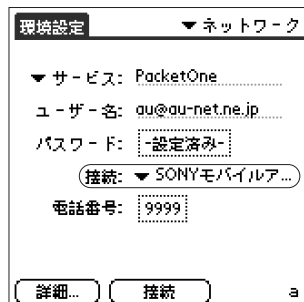 環境設定 ▼ネットワーク
▼サービス: PacketOne
ユーザー名: au@au-net.ne.jp
パスワード: -設定済み-
接続: ▼SONYモバイルア...
電話番号: 9999
詳細... 接続 a